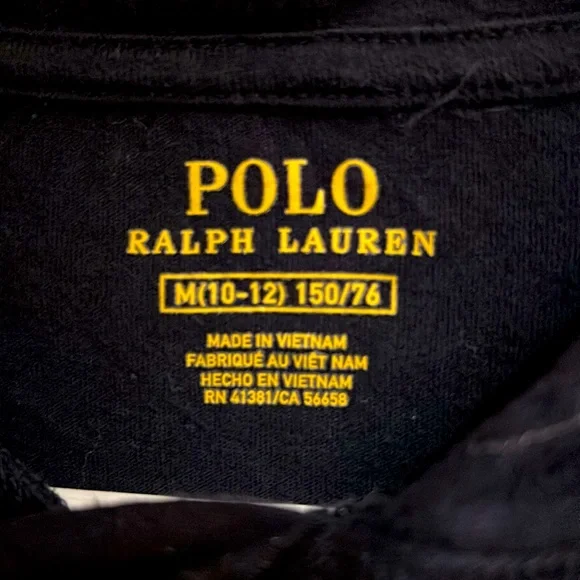 POLO
RALPH LAUREN
M(10-12) 150/76
MADE IN VIETNAM
FABRIQUÉ AU VIÊT NAM
HECHO EN VIETNAM
RN 41381/CA 56658